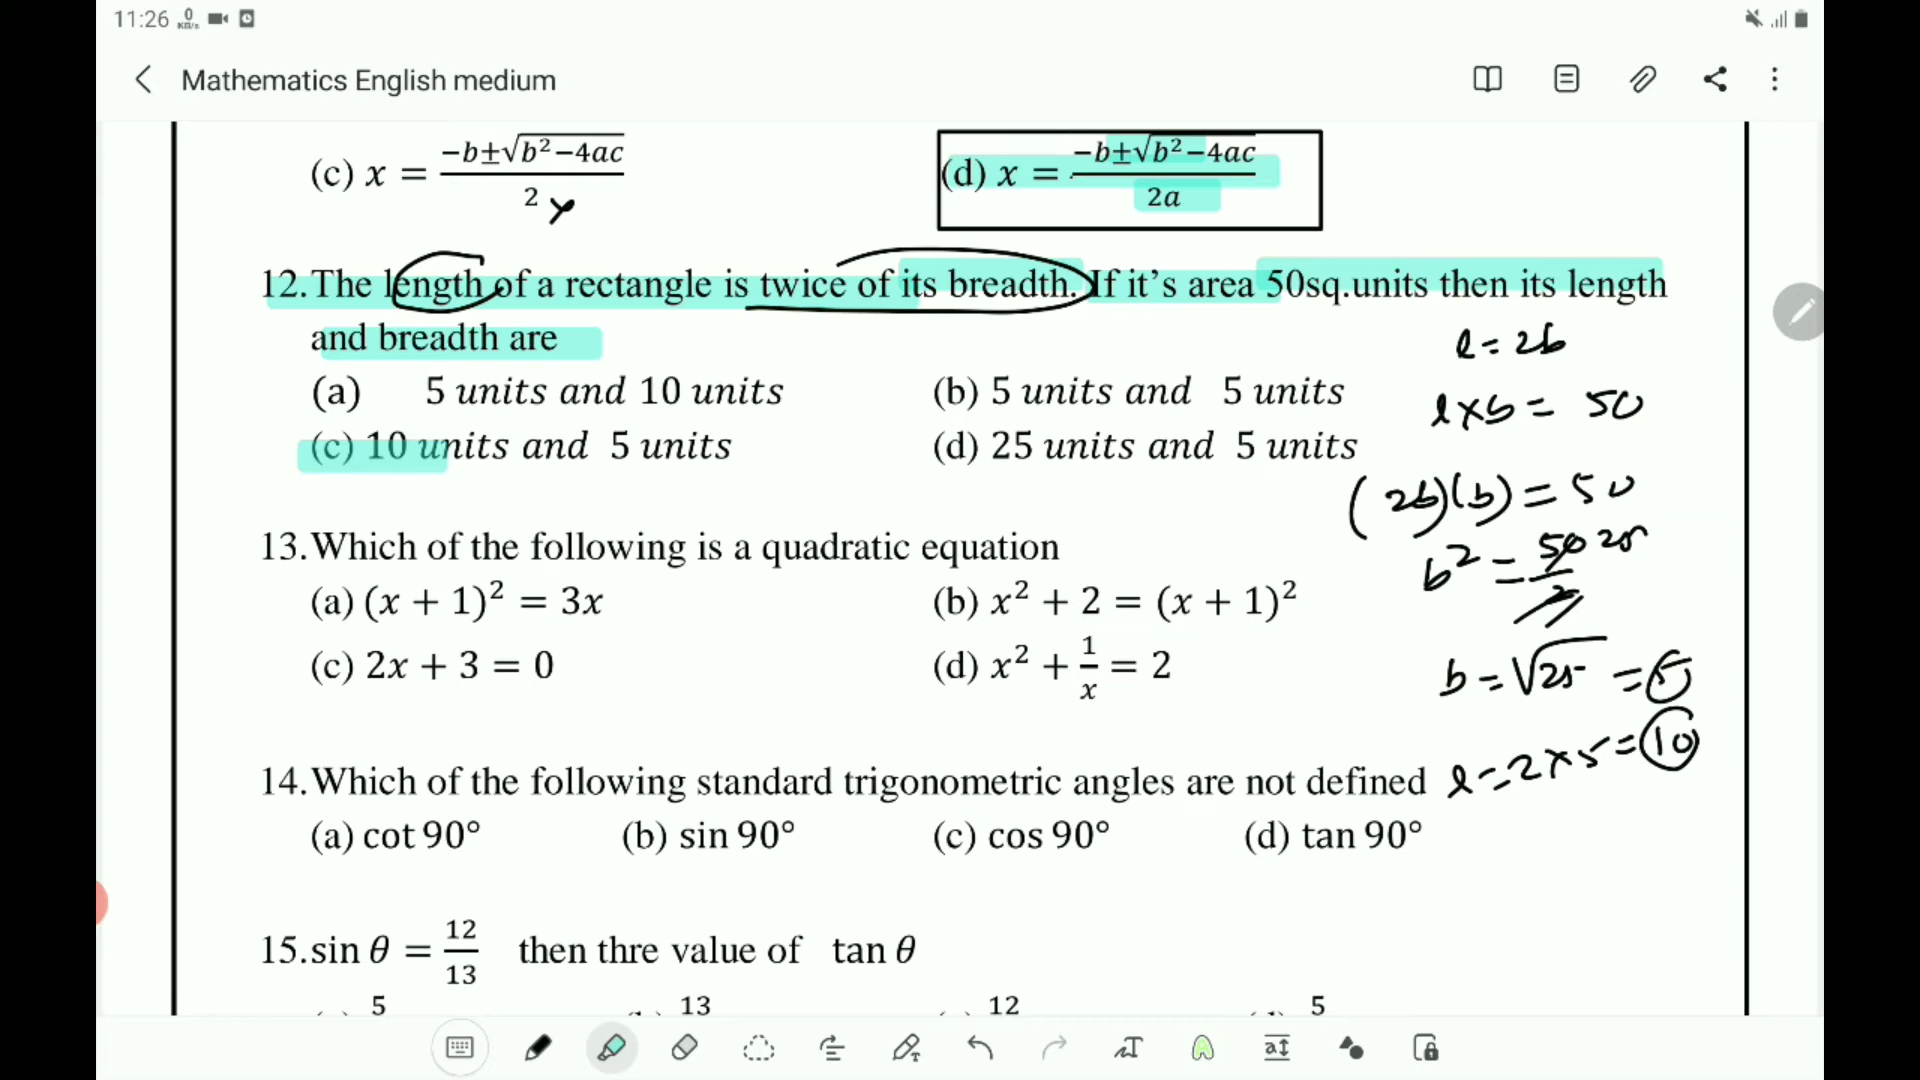 11:26 0 KB/s
Mathematics English medium
(c) x = −b±√b²−4ac / 2 x
(d) x = −b±√b²−4ac / 2a
12. The length of a rectangle is twice of its breadth. If it’s area 50sq.units then its length
and breadth are
l = 2b
(a) 5 units and 10 units (b) 5 units and 5 units
l×b = 50
(c) 10 units and 5 units (d) 25 units and 5 units
(2b)(b) = 50
13. Which of the following is a quadratic equation
b² = 50/2 25
(a) (x + 1)² = 3x (b) x² + 2 = (x + 1)²
(c) 2x + 3 = 0 (d) x² + 1/x = 2
b = √25 = 5
14. Which of the following standard trigonometric angles are not defined
l = 2×5 = 10
(a) cot 90° (b) sin 90° (c) cos 90° (d) tan 90°
15. sin θ = 12/13 then thre value of tan θ
5 13 12 5